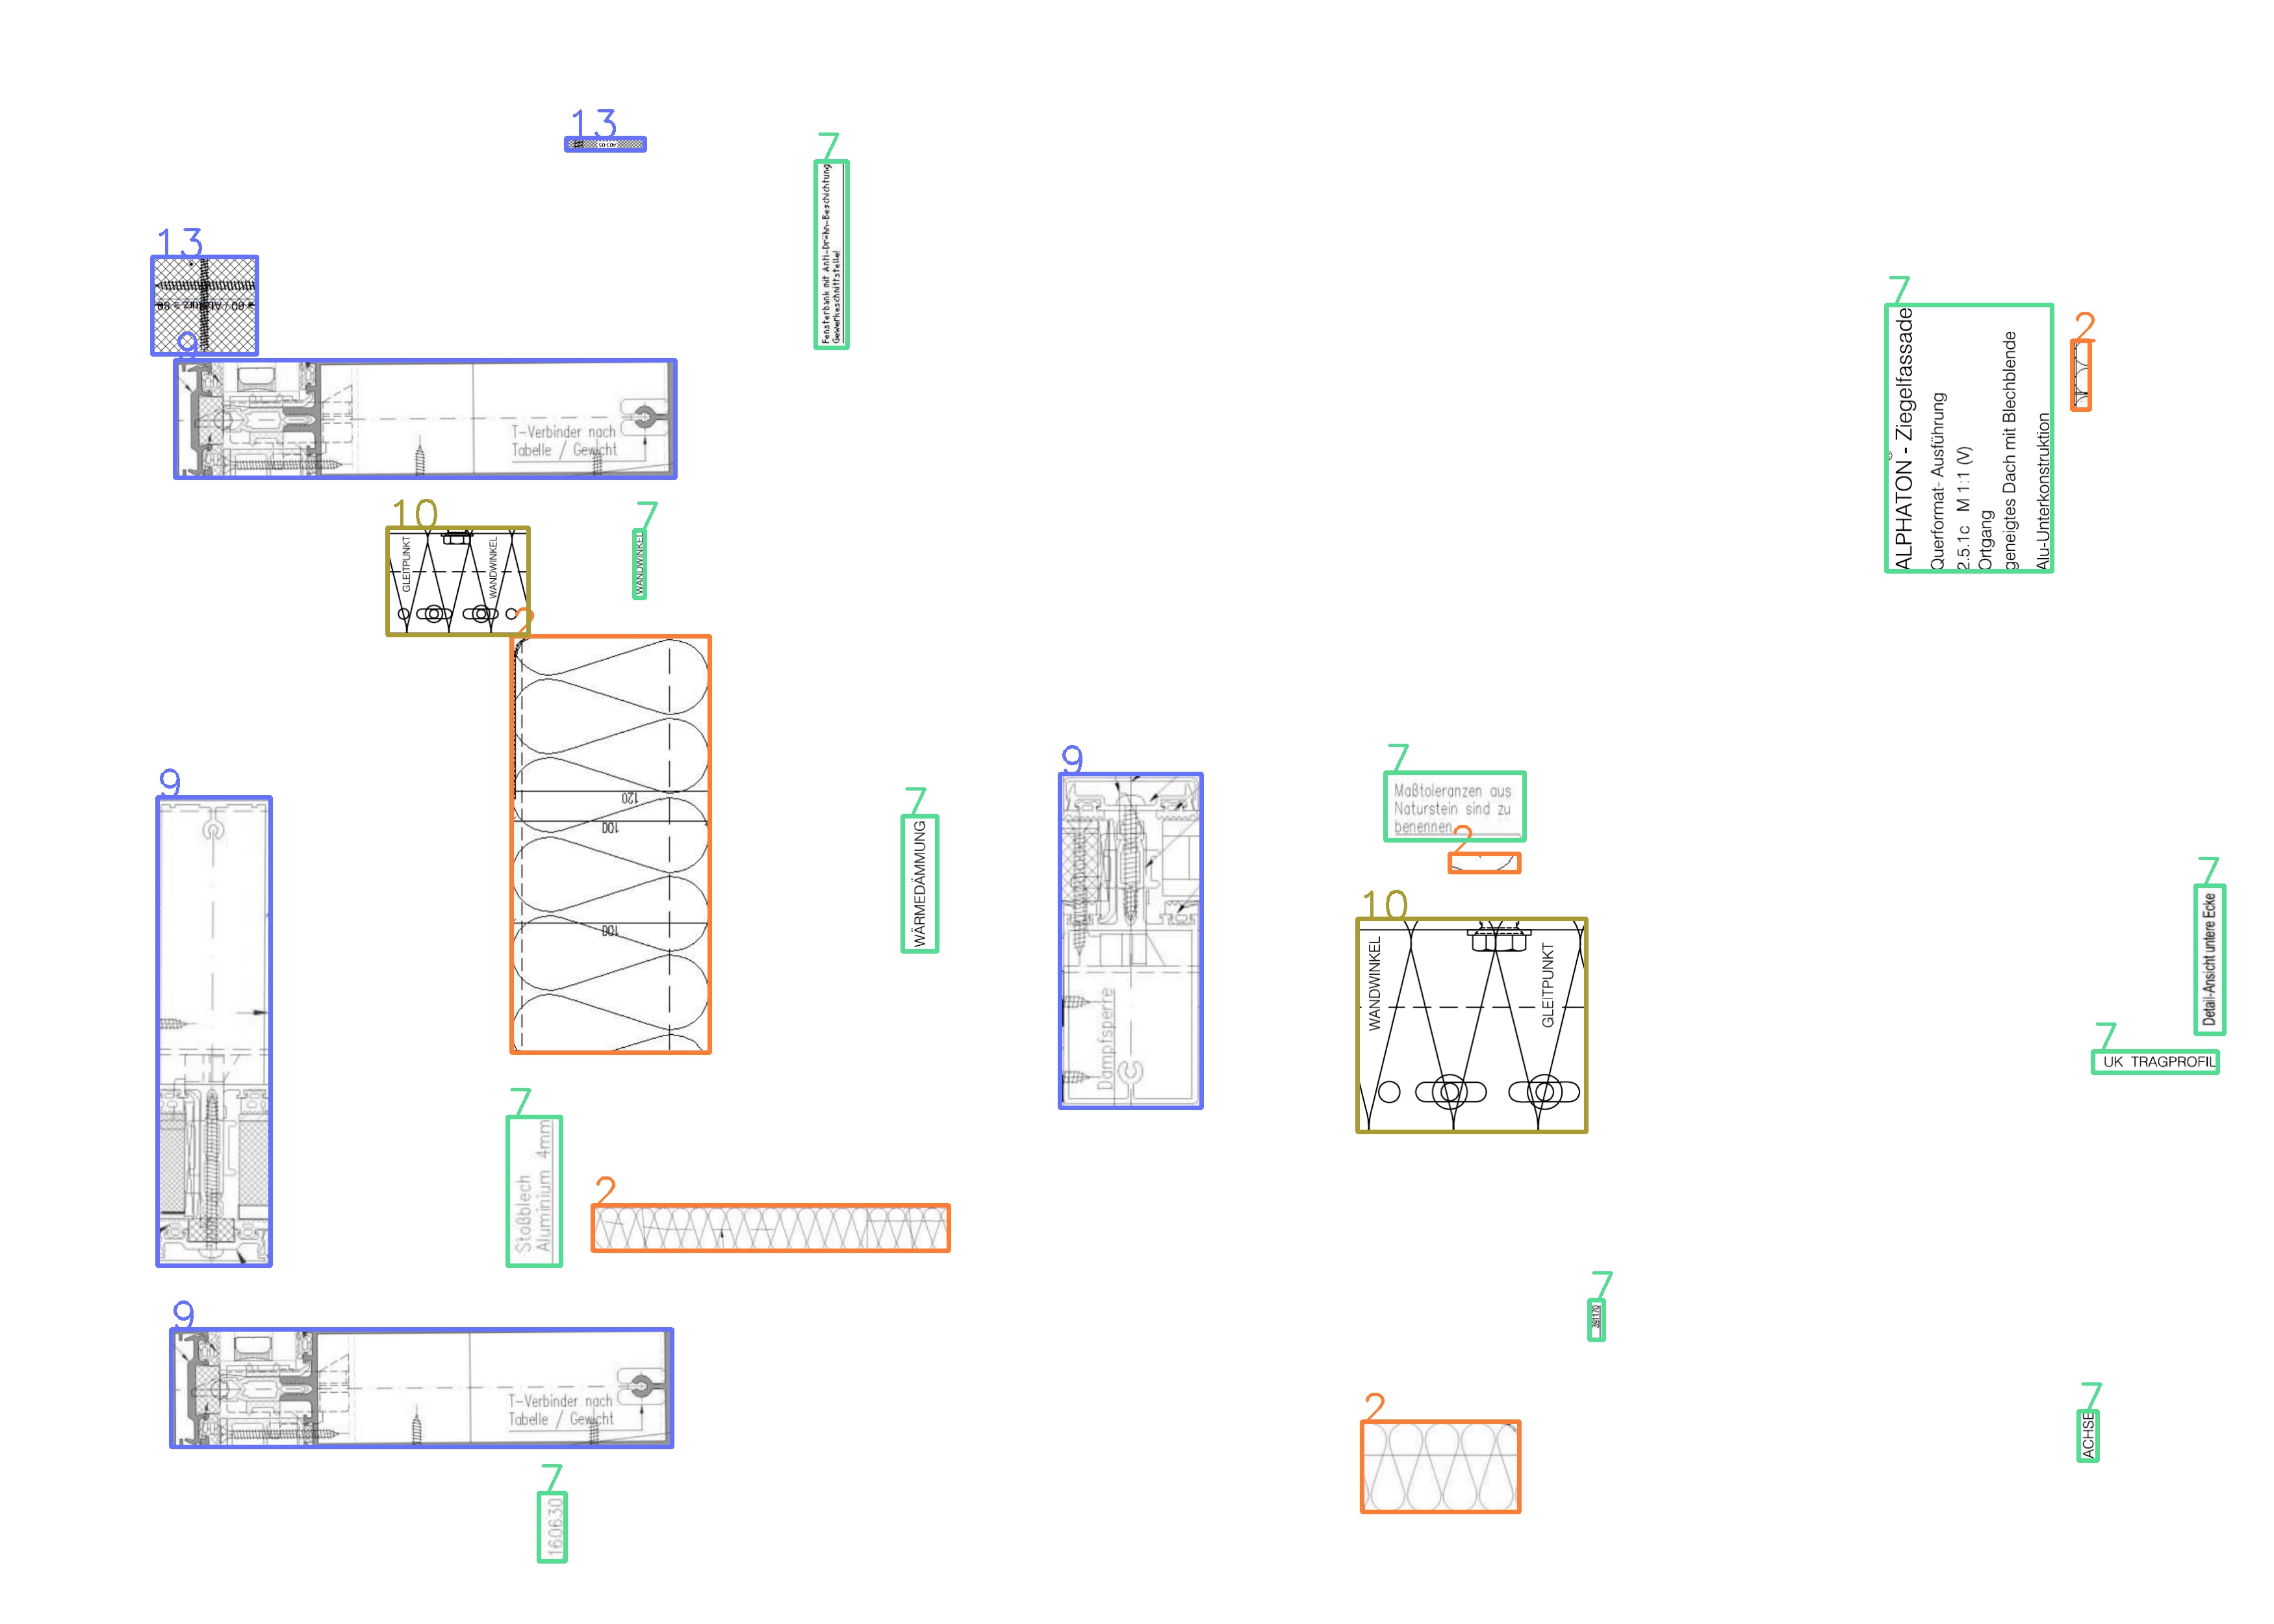 13
7
Fensterbank mit Anti-Dröhn-Beschichtung
Gewerkeschnittstelle!
13
9
T-Verbinder nach
Tabelle / Gewicht
7
ALPHATON® - Ziegelfassade
Querformat- Ausführung
2.5.1c M 1:1 (V)
Ortgang
geneigtes Dach mit Blechblende
Alu-Unterkonstruktion
2
10
GLEITPUNKT
WANDWINKEL
7
WANDWINKEL
2
120
100
100
9
7
WÄRMEDÄMMUNG
9
Dampfsperre
7
Maßtoleranzen aus
Naturstein sind zu
benennen
2
10
WANDWINKEL
GLEITPUNKT
7
Detail-Ansicht untere Ecke
7
UK TRAGPROFIL
7
Stoßblech
Aluminium 4mm
2
7
9
T-Verbinder nach
Tabelle / Gewicht
2
7
ACHSE
7
160630